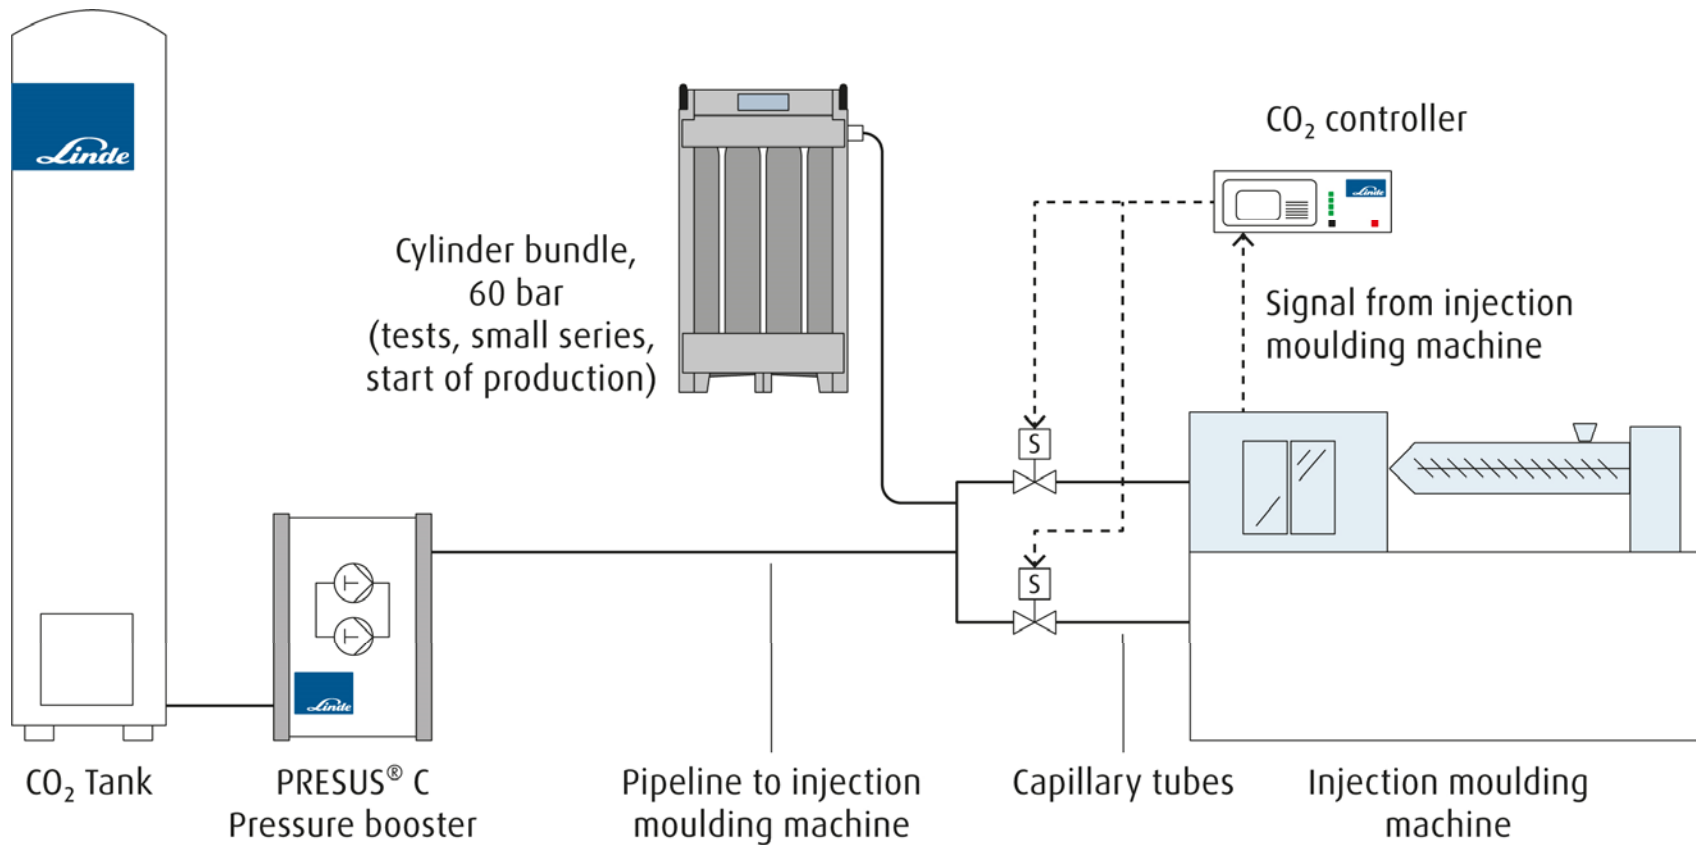 Linde
Cylinder bundle,
60 bar
(tests, small series,
start of production)
CO₂ controller
Linde
Signal from injection
moulding machine
S
S
T
T
Linde
CO₂ Tank
PRESUS® C
Pressure booster
Pipeline to injection
moulding machine
Capillary tubes
Injection moulding
machine